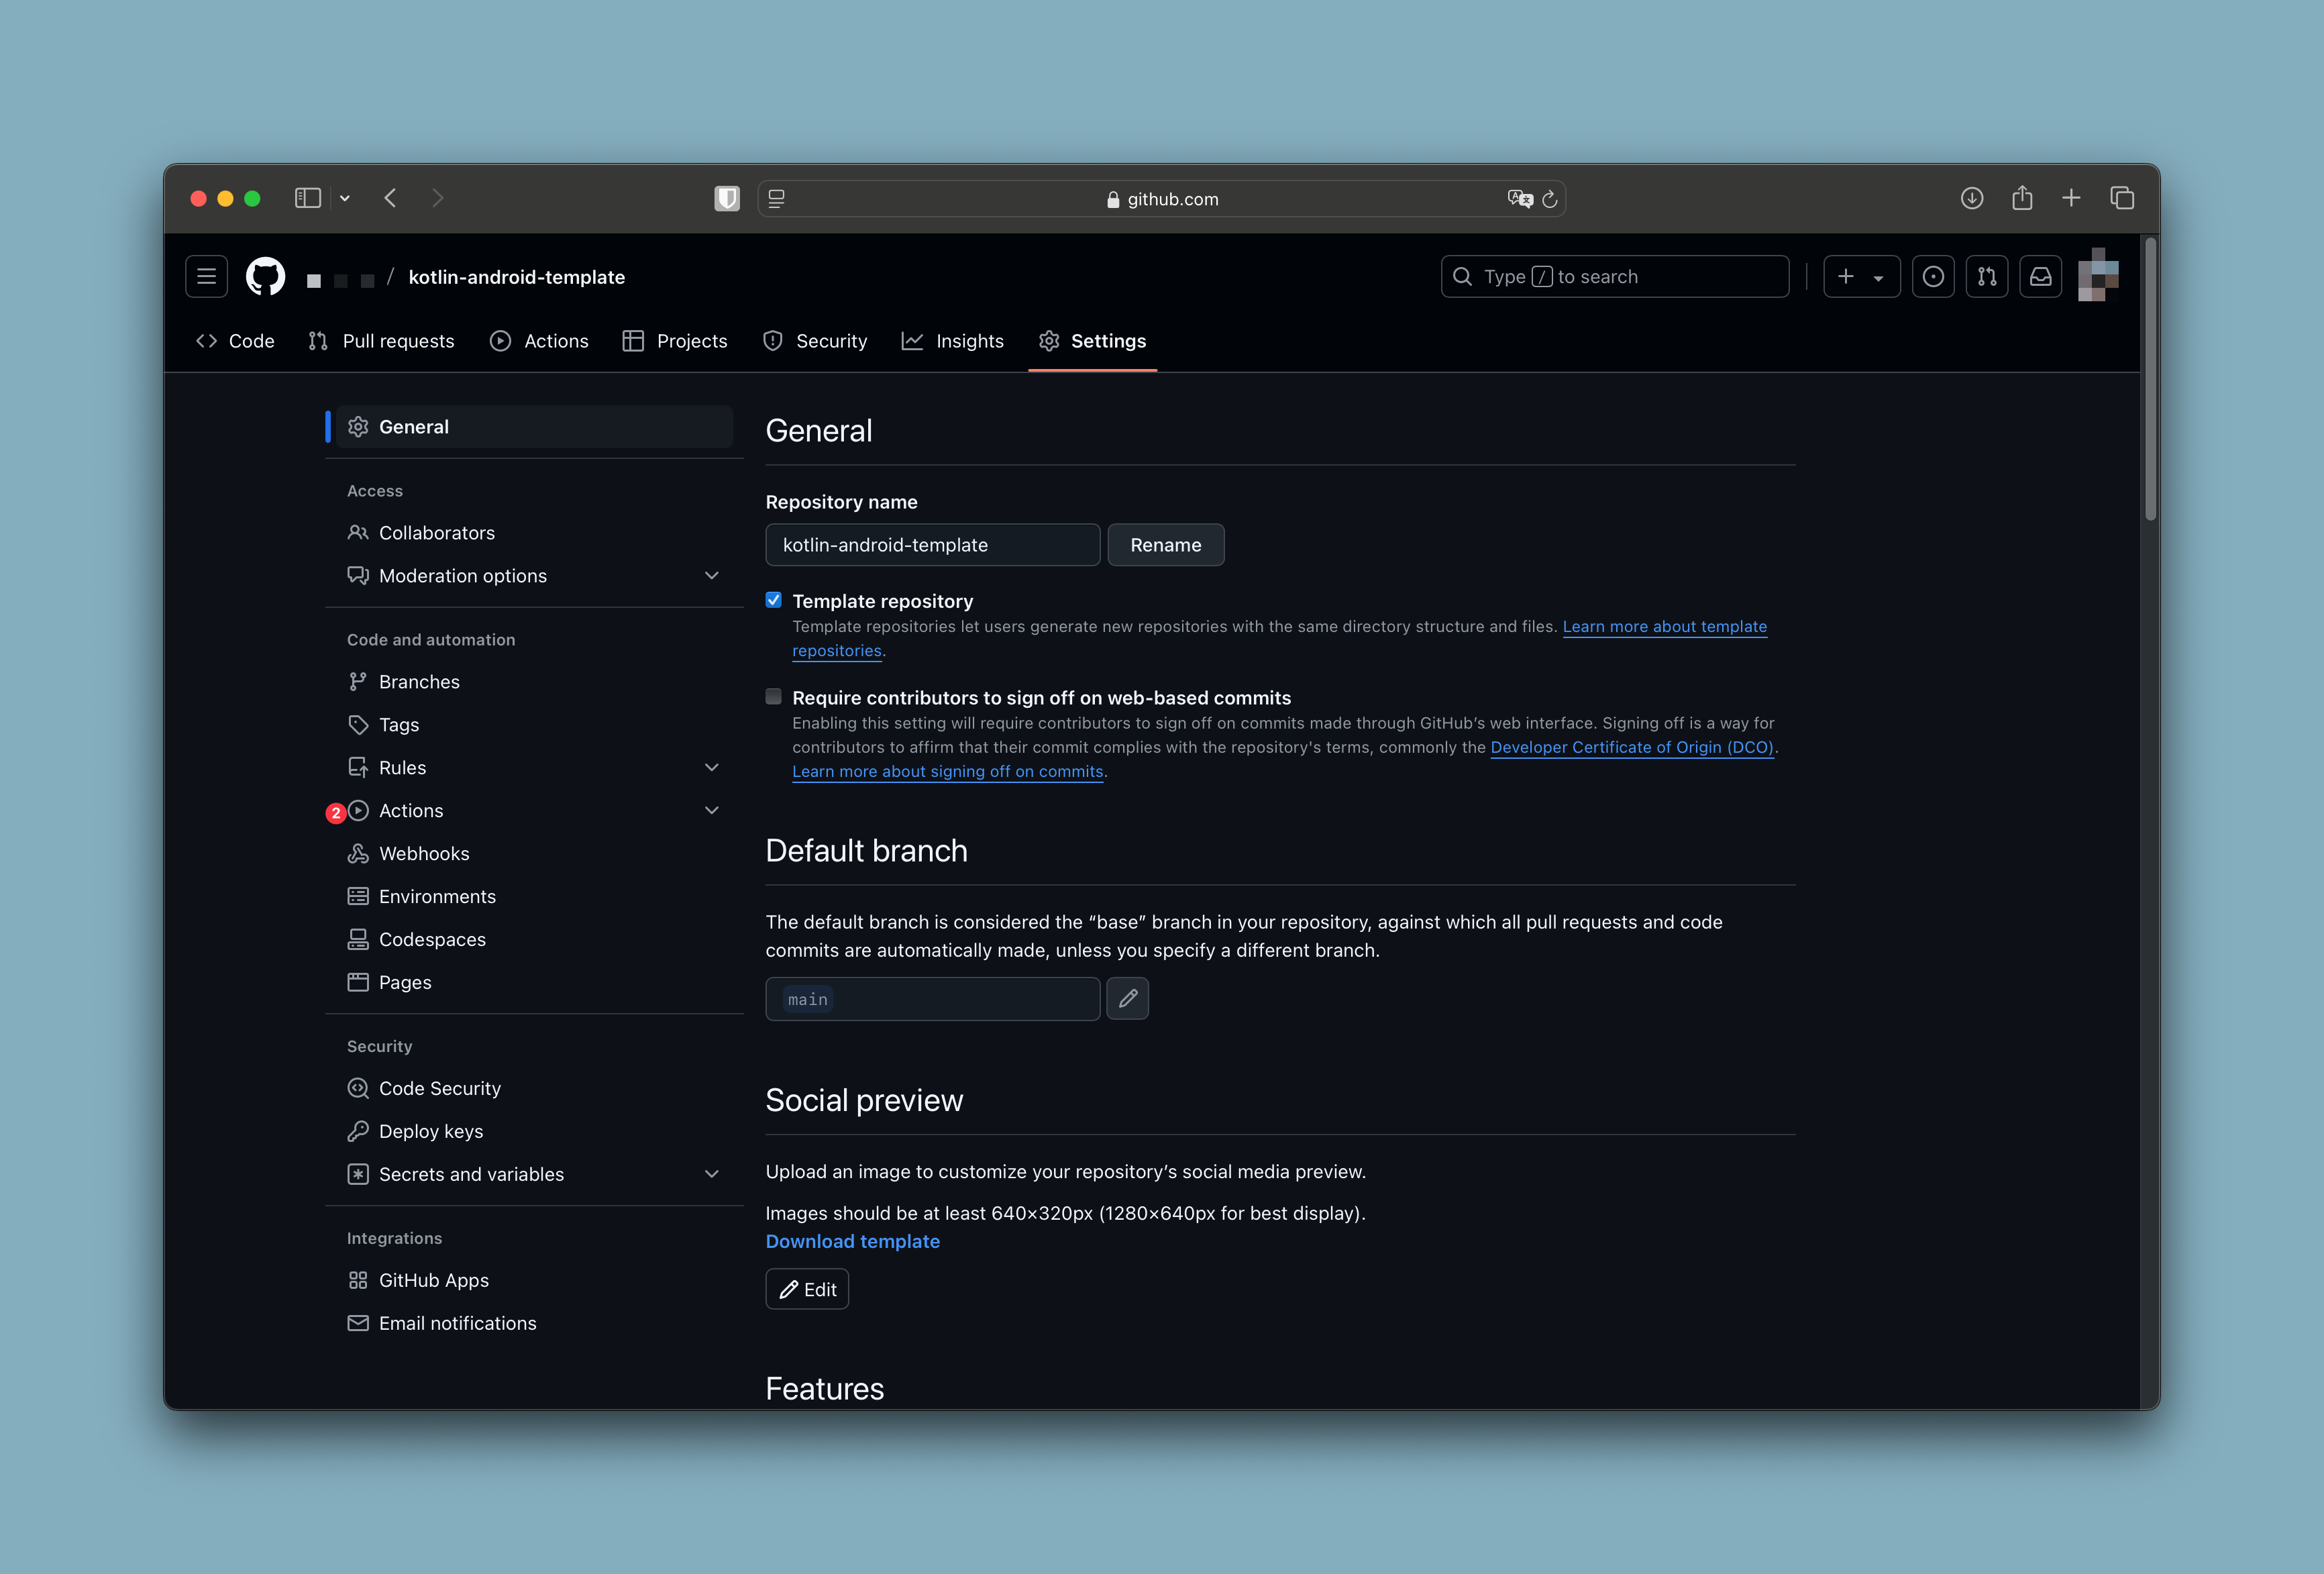 github.com
/ kotlin-android-template
Type / to search
Code Pull requests Actions Projects Security Insights Settings
General
Access
Collaborators
Moderation options
Code and automation
Branches
Tags
Rules
2 Actions
Webhooks
Environments
Codespaces
Pages
Security
Code Security
Deploy keys
Secrets and variables
Integrations
GitHub Apps
Email notifications
General
Repository name
kotlin-android-template Rename
Template repository
Template repositories let users generate new repositories with the same directory structure and files. Learn more about template
repositories.
Require contributors to sign off on web-based commits
Enabling this setting will require contributors to sign off on commits made through GitHub’s web interface. Signing off is a way for
contributors to affirm that their commit complies with the repository's terms, commonly the Developer Certificate of Origin (DCO).
Learn more about signing off on commits.
Default branch
The default branch is considered the “base” branch in your repository, against which all pull requests and code
commits are automatically made, unless you specify a different branch.
main
Social preview
Upload an image to customize your repository’s social media preview.
Images should be at least 640×320px (1280×640px for best display).
Download template
Edit
Features